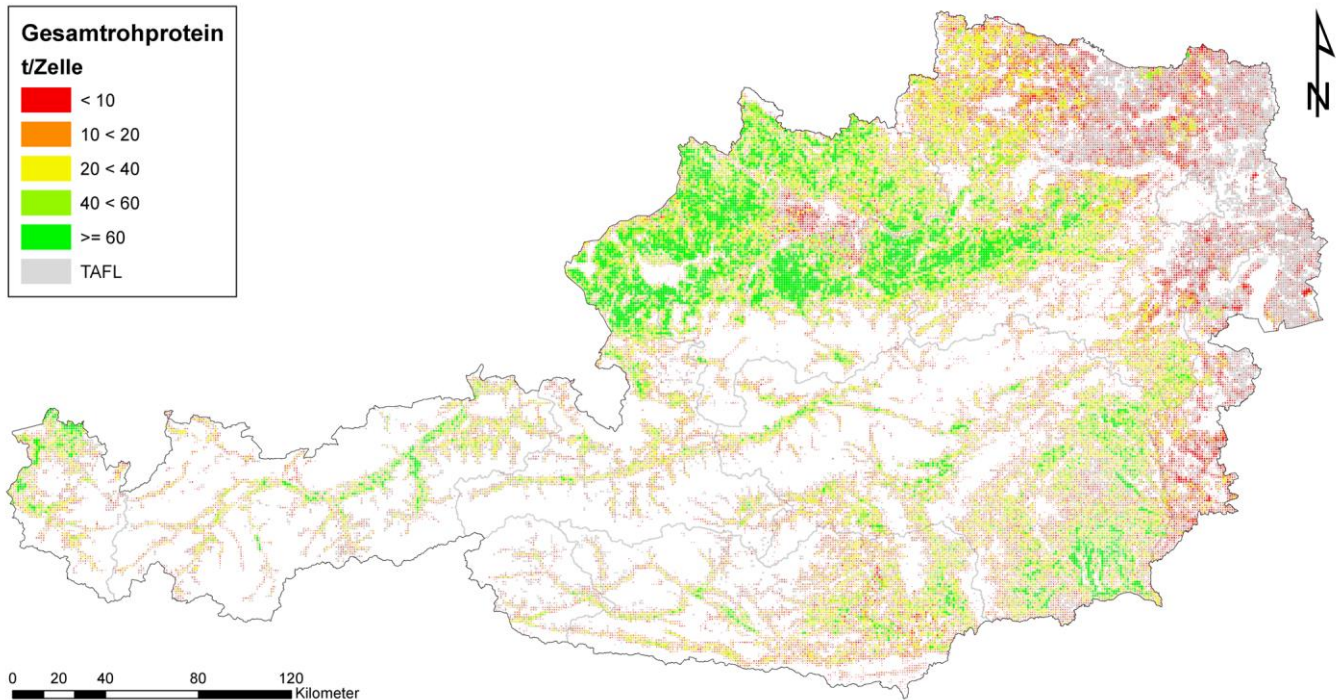 Gesamtrohprotein
t/Zelle
< 10
10 < 20
20 < 40
40 < 60
>= 60
TAFL
N
0 20 40 80 120
Kilometer